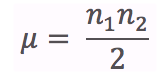 μ = n₁n₂ / 2